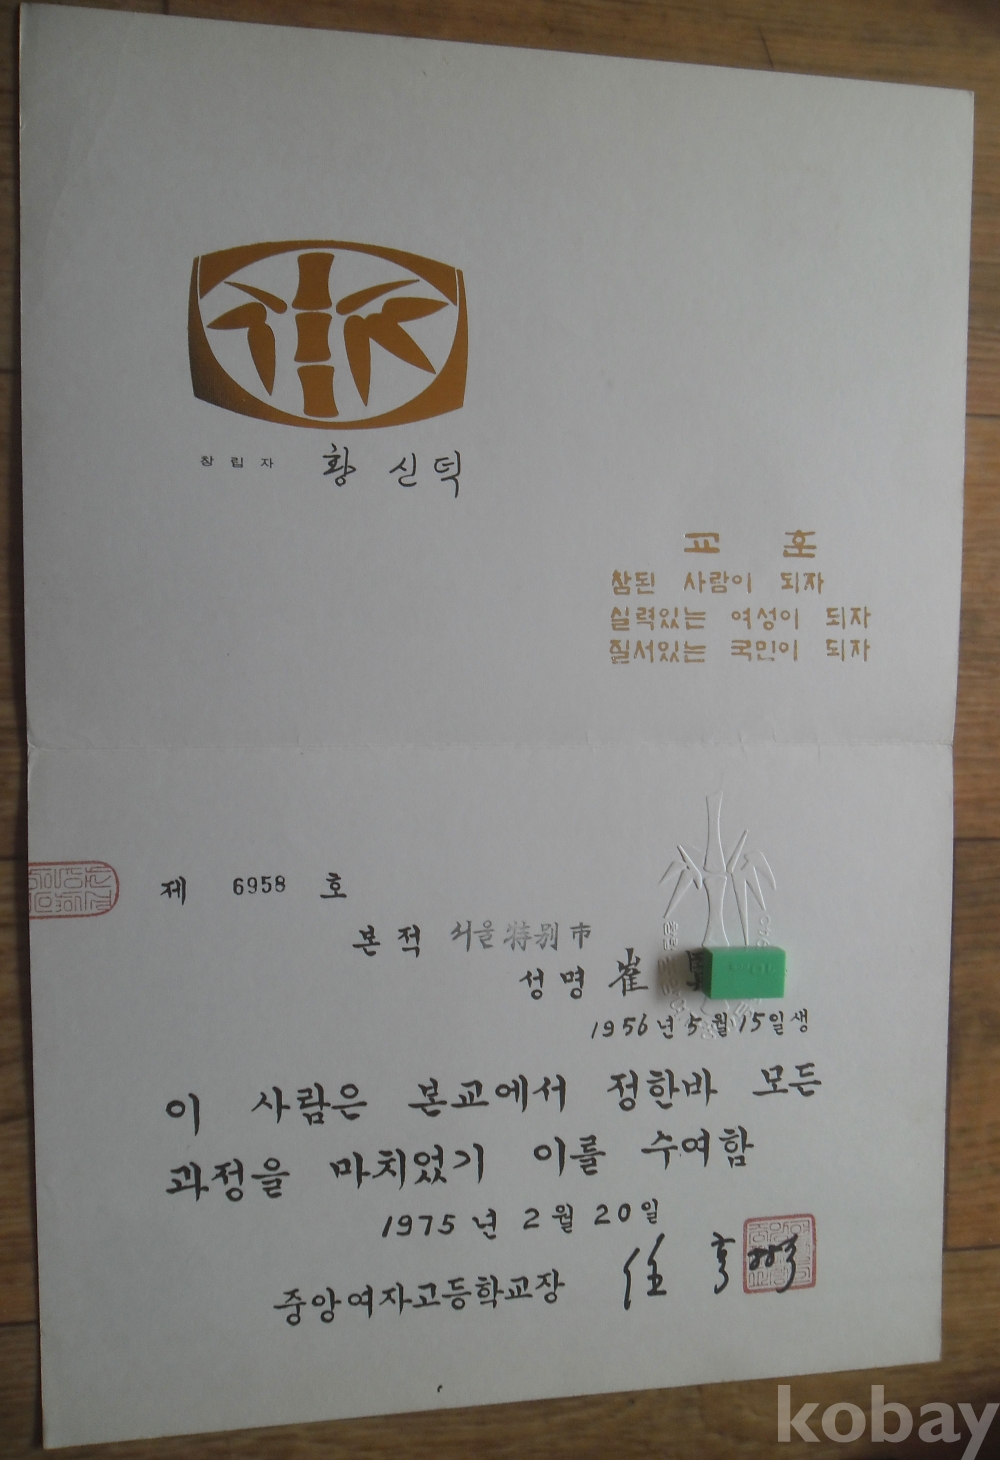 창립자 황신덕
교 훈
참된 사람이 되자
실력있는 여성이 되자
질서있는 국민이 되자
제 6958 호
본적 서울特別市
성명 崔
1956년 5월 15일생
이 사람은 본교에서 정한바 모든
과정을 마치었기 이를 수여함
1975년 2월 20일
중앙여자고등학교장 任亨
kobay